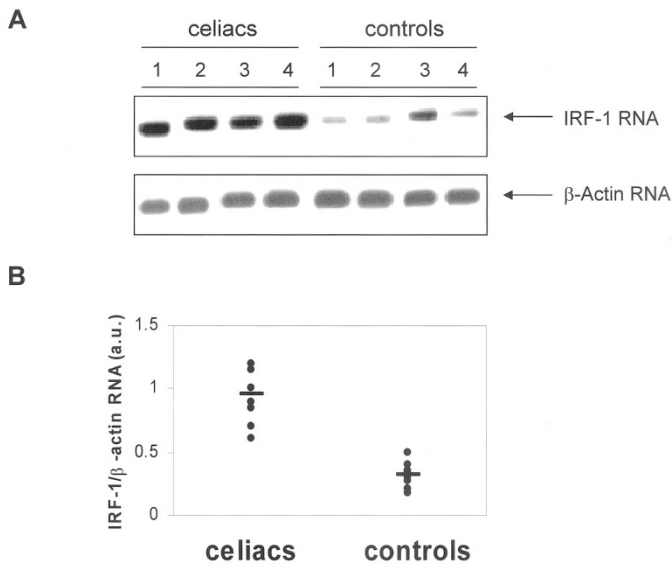 A
celiacs controls
1 2 3 4 1 2 3 4
IRF-1 RNA
β-Actin RNA
B
IRF-1/β -actin RNA (a.u.)
1.5
1
0.5
0
celiacs controls